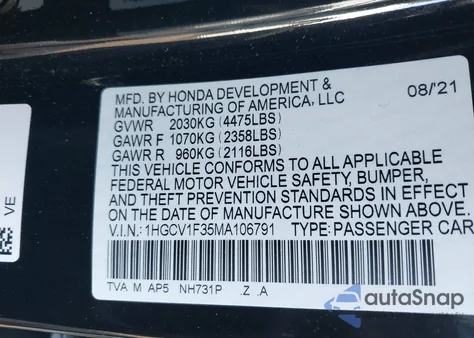 MFD. BY HONDA DEVELOPMENT & 08/21
MANUFACTURING OF AMERICA, LLC
GVWR 2030KG (4475LBS)
GAWR F 1070KG (2358LBS)
GAWR R 960KG (2116LBS)
THIS VEHICLE CONFORMS TO ALL APPLICABLE
FEDERAL MOTOR VEHICLE SAFETY, BUMPER,
AND THEFT PREVENTION STANDARDS IN EFFECT
ON THE DATE OF MANUFACTURE SHOWN ABOVE.
V.I.N.: 1HGCV1F35MA106791 TYPE: PASSENGER CAR
TVA M AP5 NH731P .Z .A
VE
autoSnap